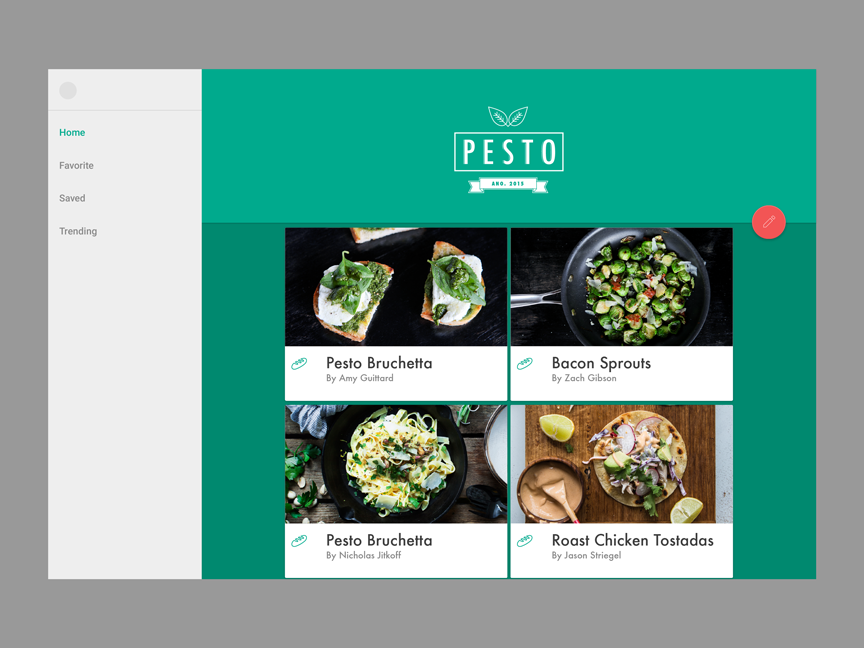 Home
Favorite
Saved
Trending
PESTO
ANO. 2015
Pesto Bruchetta
By Amy Guittard
Bacon Sprouts
By Zach Gibson
Pesto Bruchetta
By Nicholas Jitkoff
Roast Chicken Tostadas
By Jason Striegel